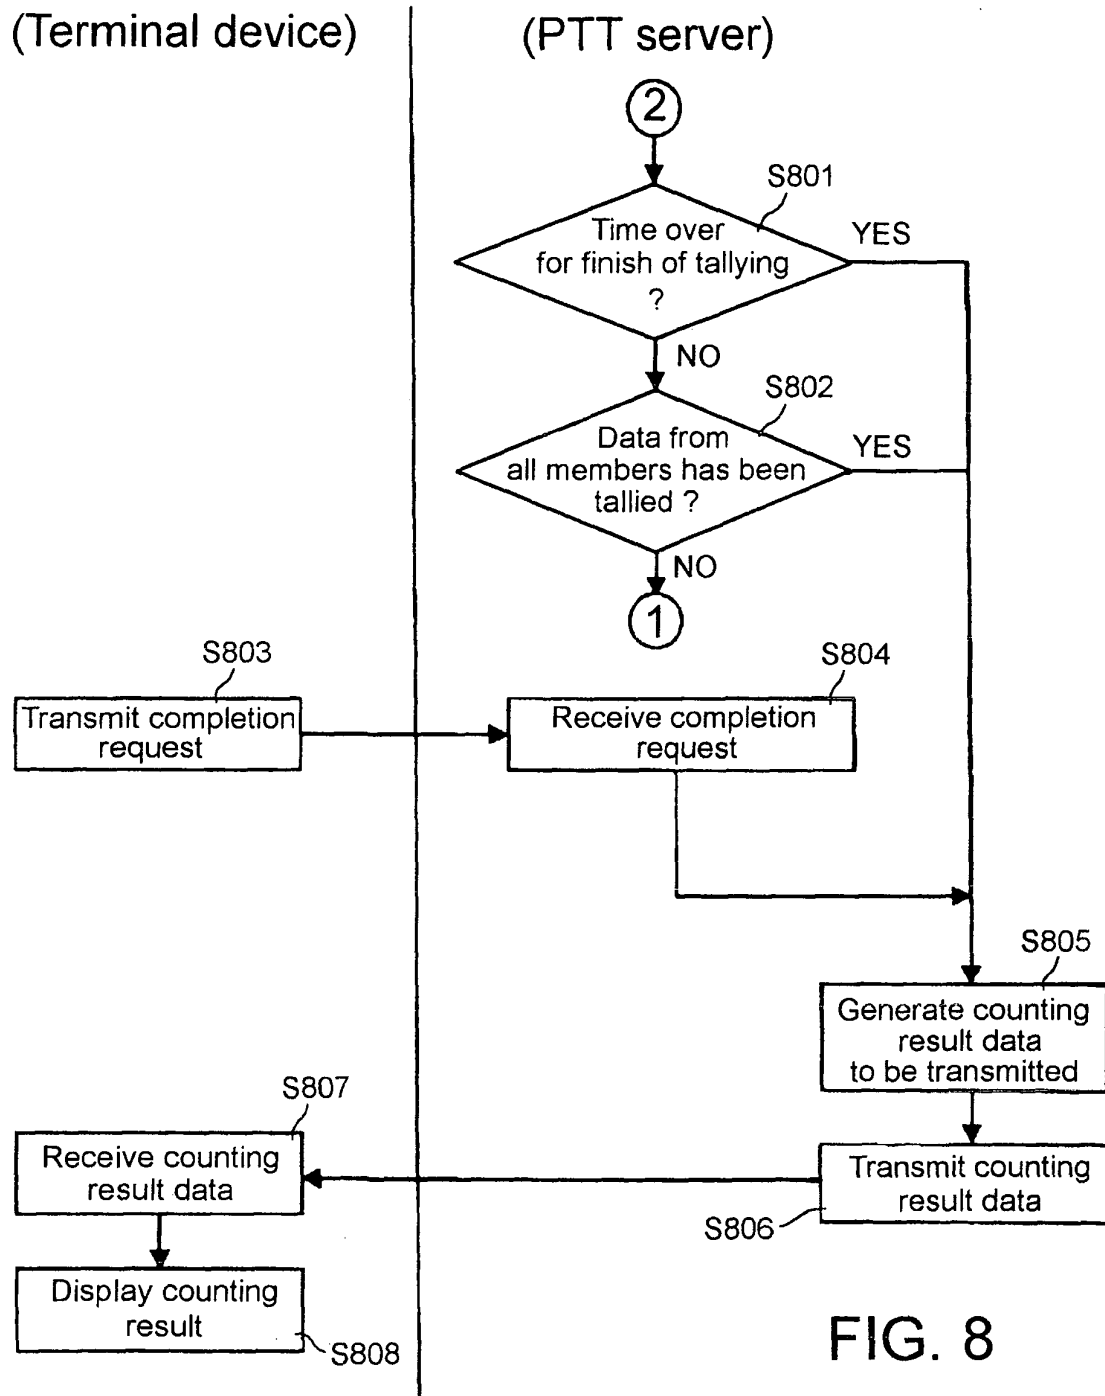 (Terminal device)
(PTT server)
2
S801
Time over
for finish of tallying
?
YES
NO
S802
Data from
all members has been
tallied ?
YES
NO
1
S803
Transmit completion
request
S804
Receive completion
request
S805
Generate counting
result data
to be transmitted
S807
Receive counting
result data
Transmit counting
result data
S806
Display counting
result
S808
FIG. 8